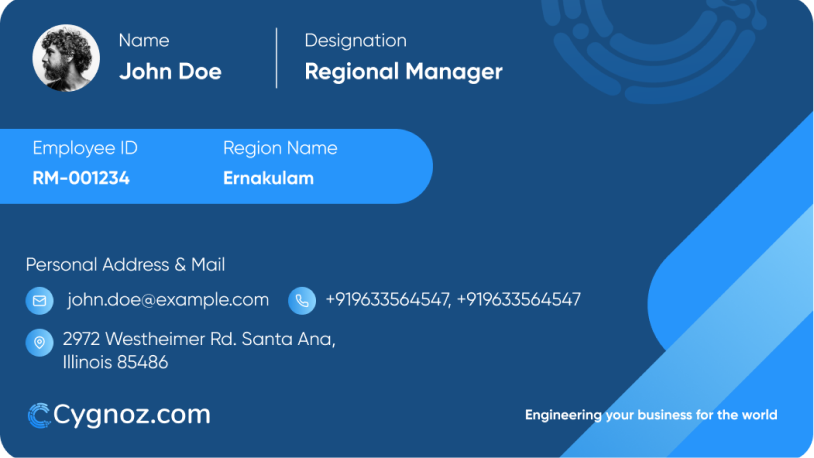 Name
John Doe
Designation
Regional Manager
Employee ID
RM-001234
Region Name
Ernakulam
Personal Address & Mail
john.doe@example.com
+919633564547, +919633564547
2972 Westheimer Rd. Santa Ana,
Illinois 85486
Cygnoz.com
Engineering your business for the world